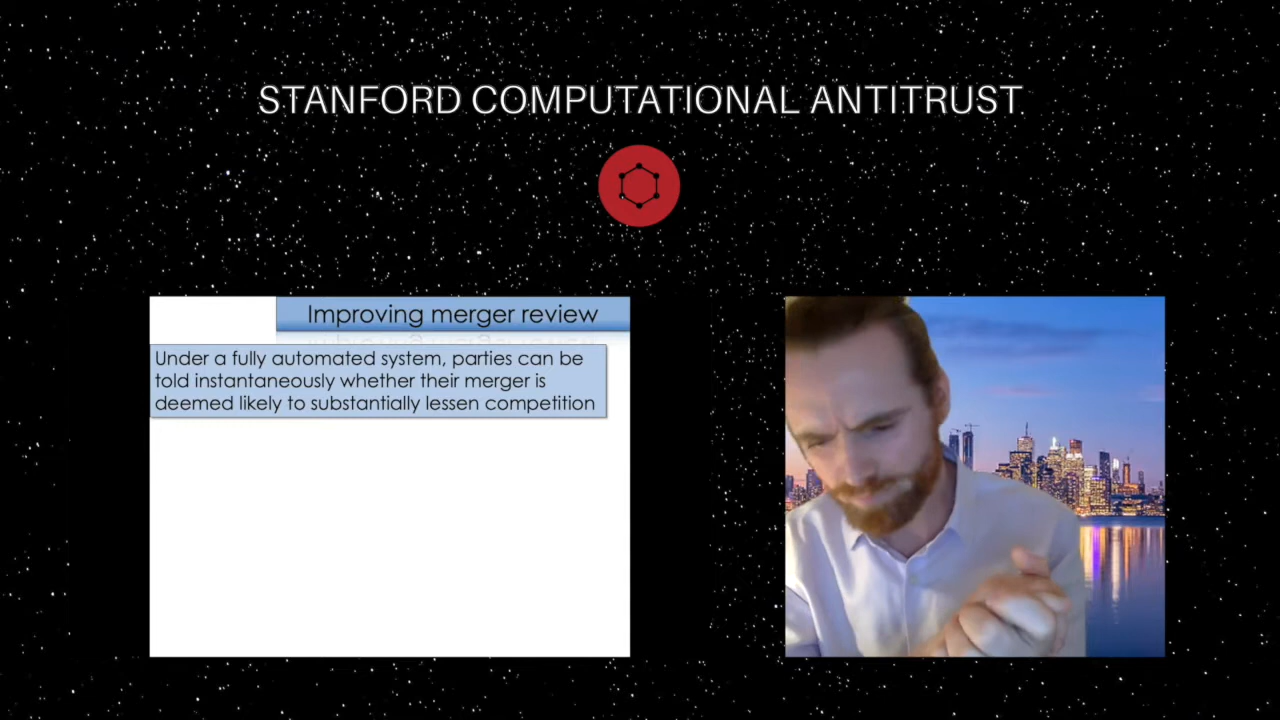 STANFORD COMPUTATIONAL ANTITRUST
Improving merger review
Under a fully automated system, parties can be
told instantaneously whether their merger is
deemed likely to substantially lessen competition